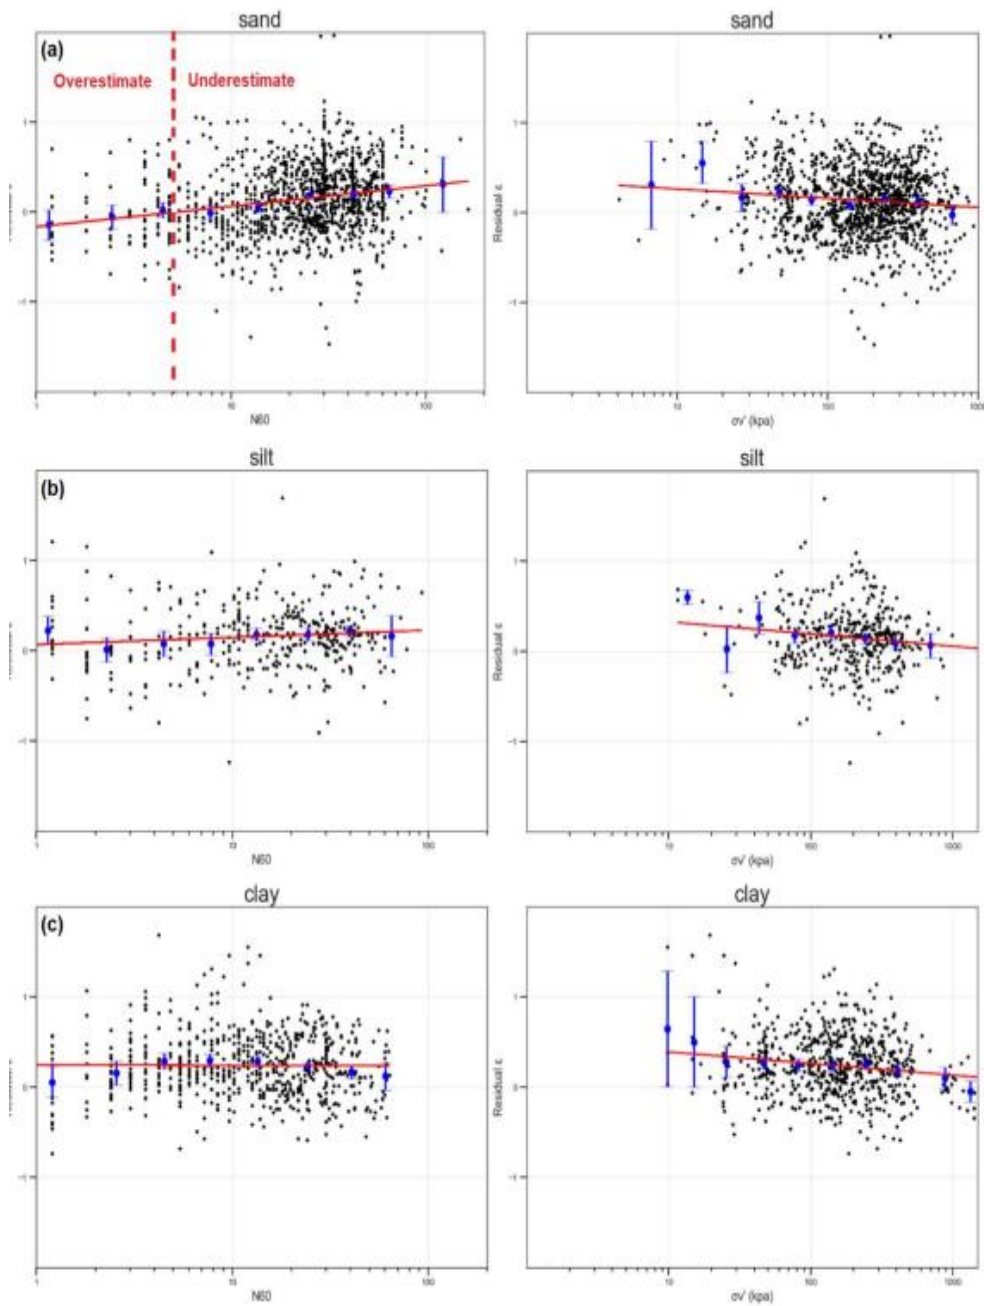 sand
sand
(a)
Overestimate
Underestimate
1
0
-1
1
10
100
N60
Residual ε
1
0
-1
10
100
1000
σv' (kpa)
silt
silt
(b)
1
0
-1
1
10
100
N60
Residual ε
1
0
-1
10
100
1000
σv' (kpa)
clay
clay
(c)
1
0
-1
1
10
100
N60
Residual ε
1
0
-1
10
100
1000
σv' (kpa)